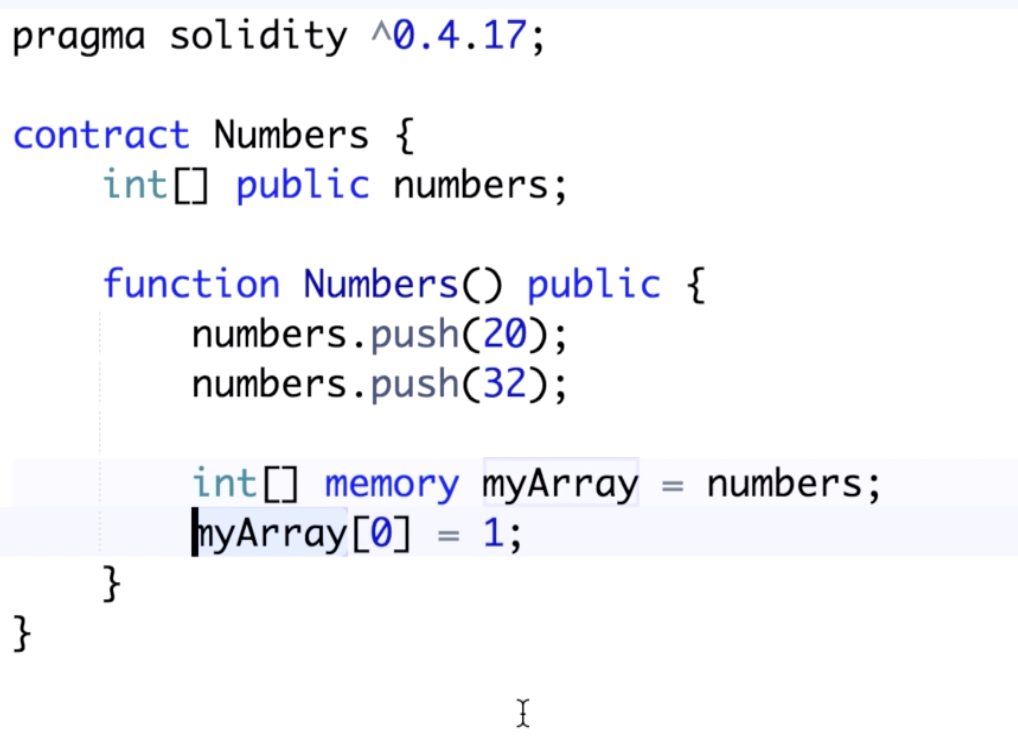 pragma solidity ^0.4.17;
contract Numbers {
int[] public numbers;
function Numbers() public {
numbers.push(20);
numbers.push(32);
int[] memory myArray = numbers;
myArray[0] = 1;
}
}